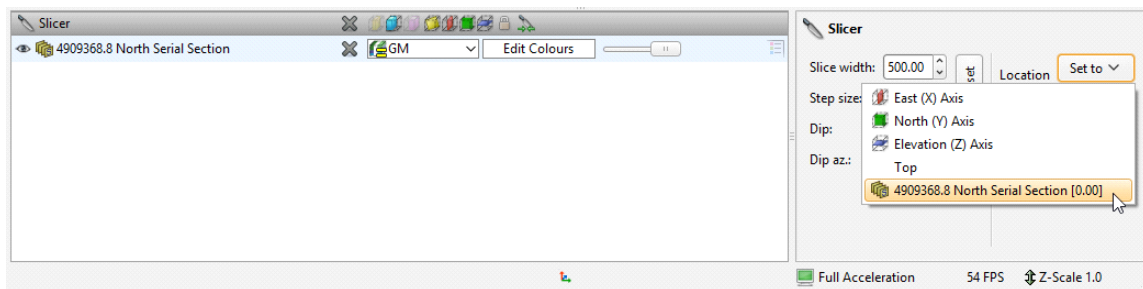 Slicer
4909368.8 North Serial Section
GM
Edit Colours
Slicer
Slice width: 500.00
set
Location
Set to
Step size:
East (X) Axis
North (Y) Axis
Dip:
Elevation (Z) Axis
Dip az.:
Top
4909368.8 North Serial Section [0.00]
Full Acceleration
54 FPS
Z-Scale 1.0